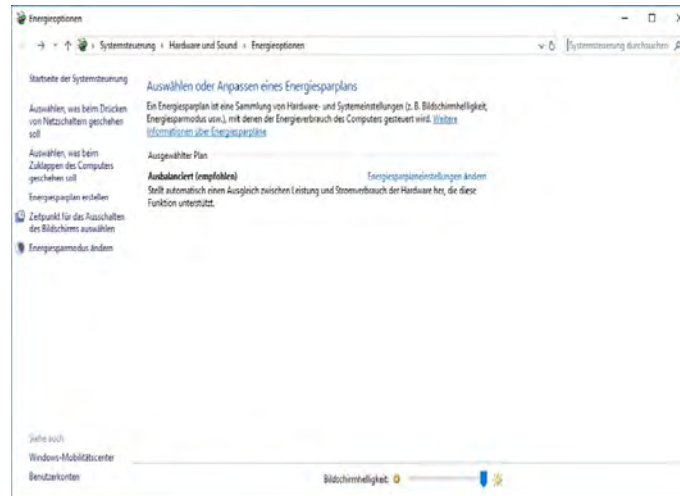 Energieoptionen
Systemsteuerung › Hardware und Sound › Energieoptionen
Systemsteuerung durchsuchen
Startseite der Systemsteuerung
Auswählen, was beim Drücken
von Netzschaltern geschehen
soll
Auswählen, was beim
Zuklappen des Computers
geschehen soll
Energiesparplan erstellen
Zeitpunkt für das Ausschalten
des Bildschirms auswählen
Energiesparmodus ändern
Auswählen oder Anpassen eines Energiesparplans
Ein Energiesparplan ist eine Sammlung von Hardware- und Systemeinstellungen (z. B. Bildschirmhelligkeit,
Energiesparmodus usw.), mit denen der Energieverbrauch des Computers gesteuert wird. Weitere
Informationen über Energiesparpläne
Ausgewählter Plan
Ausbalanciert (empfohlen) Energiesparplaneinstellungen ändern
Stellt automatisch einen Ausgleich zwischen Leistung und Stromverbrauch der Hardware her, die diese
Funktion unterstützt.
Siehe auch
Windows-Mobilitätscenter
Benutzerkonten
Bildschirmhelligkeit: